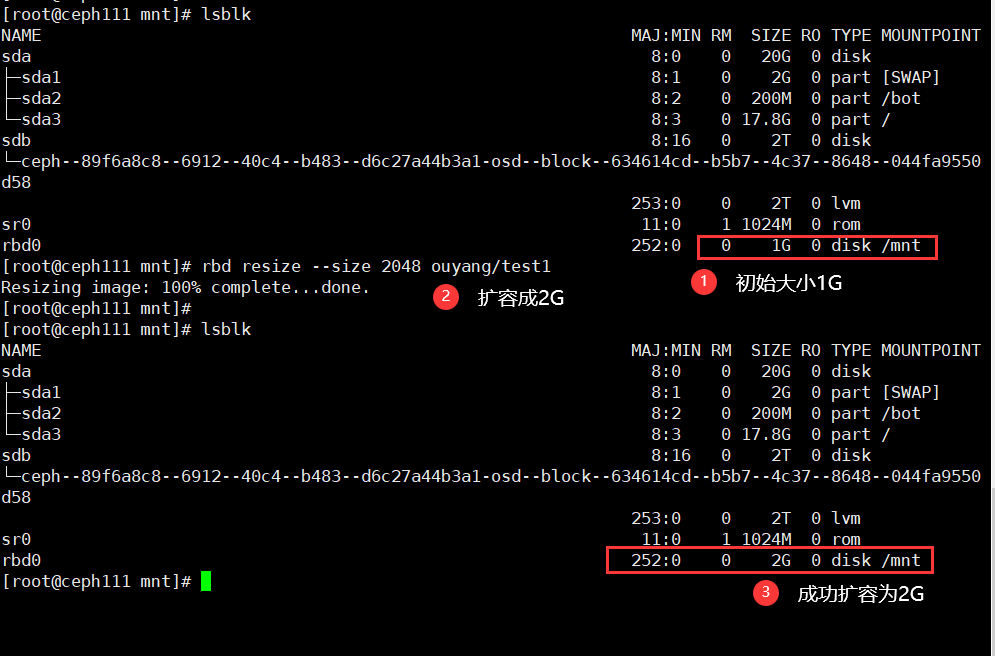 [root@ceph111 mnt]# lsblk
NAME MAJ:MIN RM SIZE RO TYPE MOUNTPOINT
sda 8:0 0 20G 0 disk
├─sda1 8:1 0 2G 0 part [SWAP]
├─sda2 8:2 0 200M 0 part /bot
└─sda3 8:3 0 17.8G 0 part /
sdb 8:16 0 2T 0 disk
└─ceph--89f6a8c8--6912--40c4--b483--d6c27a44b3a1-osd--block--634614cd--b5b7--4c37--8648--044fa9550
d58
253:0 0 2T 0 lvm
sr0 11:0 1 1024M 0 rom
rbd0 252:0 0 1G 0 disk /mnt
[root@ceph111 mnt]# rbd resize --size 2048 ouyang/test1
1 初始大小1G
Resizing image: 100% complete...done.
2 扩容成2G
[root@ceph111 mnt]#
[root@ceph111 mnt]# lsblk
NAME MAJ:MIN RM SIZE RO TYPE MOUNTPOINT
sda 8:0 0 20G 0 disk
├─sda1 8:1 0 2G 0 part [SWAP]
├─sda2 8:2 0 200M 0 part /bot
└─sda3 8:3 0 17.8G 0 part /
sdb 8:16 0 2T 0 disk
└─ceph--89f6a8c8--6912--40c4--b483--d6c27a44b3a1-osd--block--634614cd--b5b7--4c37--8648--044fa9550
d58
253:0 0 2T 0 lvm
sr0 11:0 1 1024M 0 rom
rbd0 252:0 0 2G 0 disk /mnt
[root@ceph111 mnt]#
3 成功扩容为2G